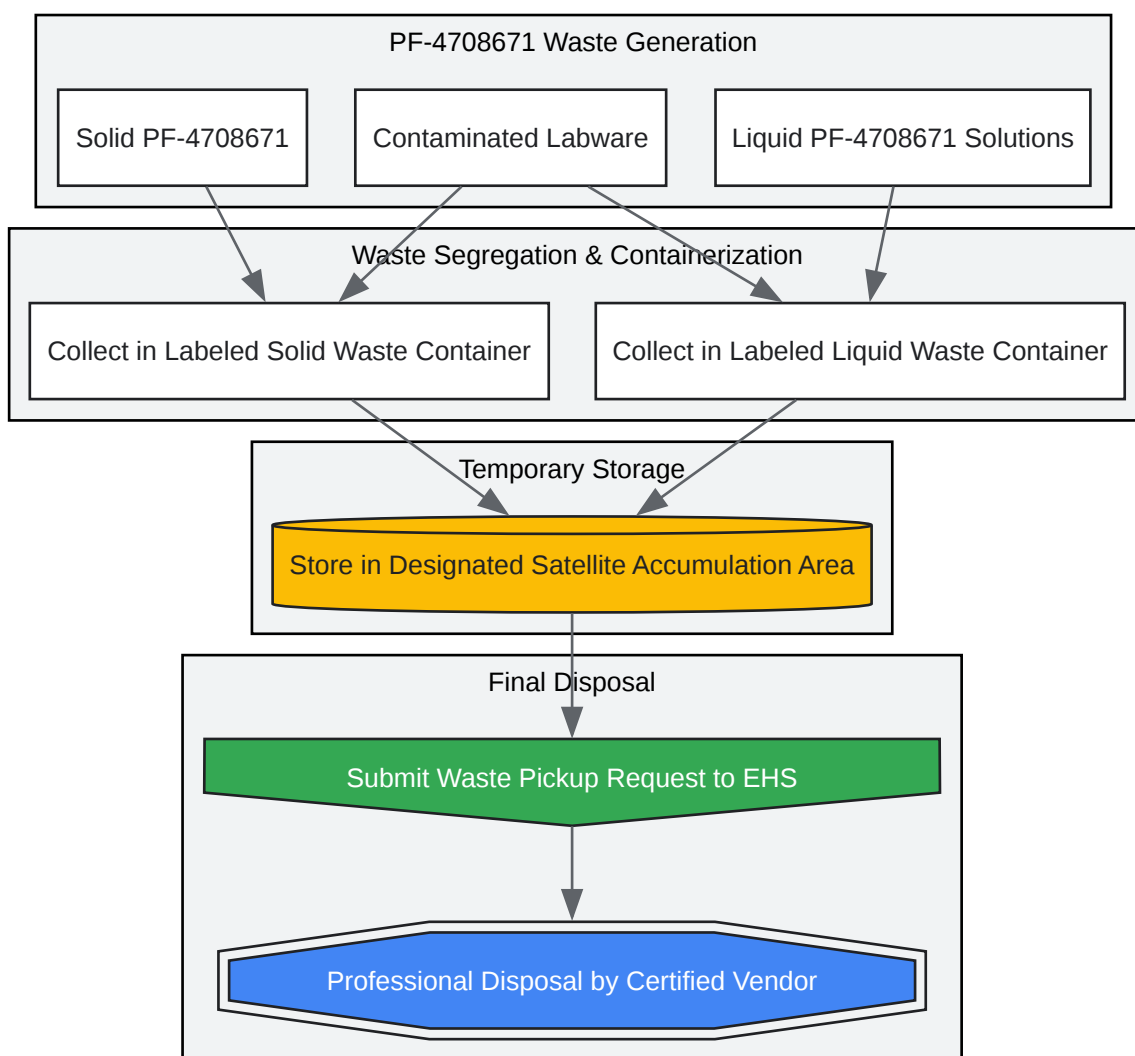 PF-4708671 Waste Generation
Solid PF-4708671
Contaminated Labware
Liquid PF-4708671 Solutions
Waste Segregation & Containerization
Collect in Labeled Solid Waste Container
Collect in Labeled Liquid Waste Container
Temporary Storage
Store in Designated Satellite Accumulation Area
Final Disposal
Submit Waste Pickup Request to EHS
Professional Disposal by Certified Vendor